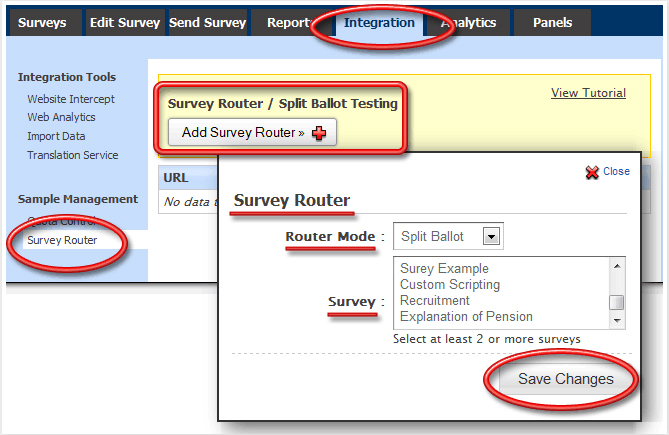 Surveys Edit Survey Send Survey Report Integration Analytics Panels
Integration Tools
Website Intercept
Web Analytics
Import Data
Translation Service
Sample Management
Quota Control
Survey Router
Survey Router / Split Ballot Testing
View Tutorial
Add Survey Router »
URL
No data t
Close
Survey Router
Router Mode : Split Ballot
Survey :
Surey Example
Custom Scripting
Recruitment
Explanation of Pension
Select at least 2 or more surveys
Save Changes